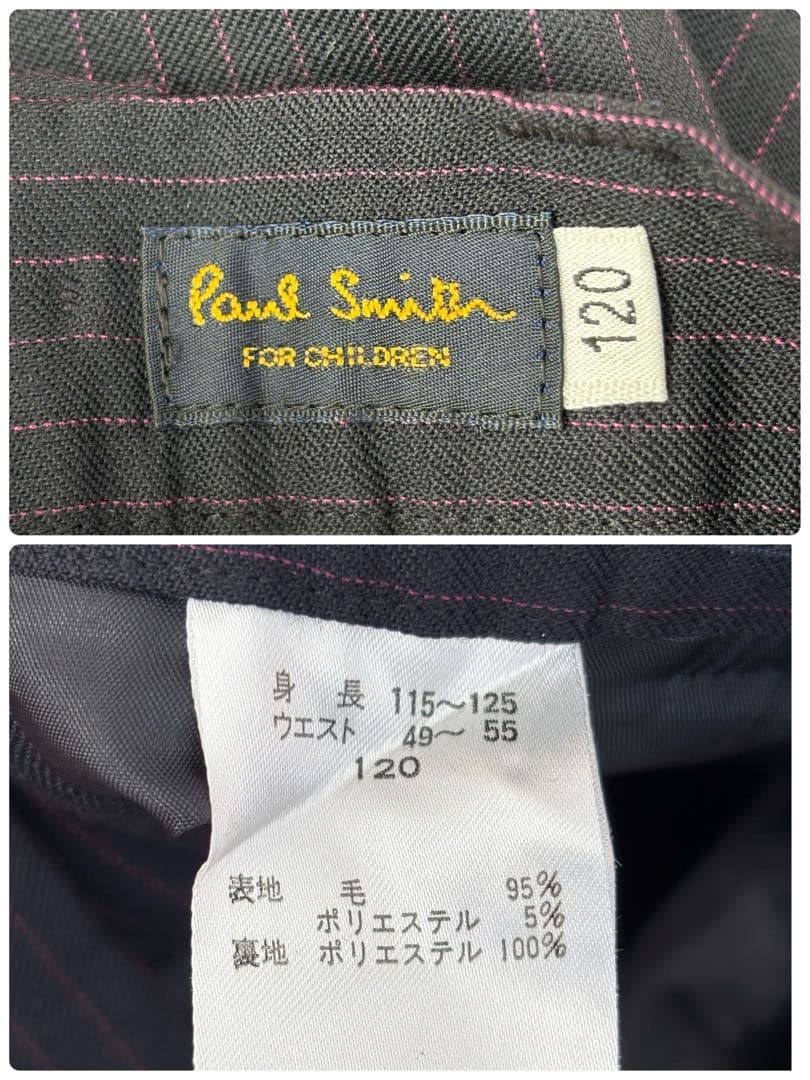 Paul Smith
FOR CHILDREN
120
身 長 115～125
ウエスト 49～ 55
120
表地 毛 95%
ポリエステル 5%
裏地 ポリエステル 100%